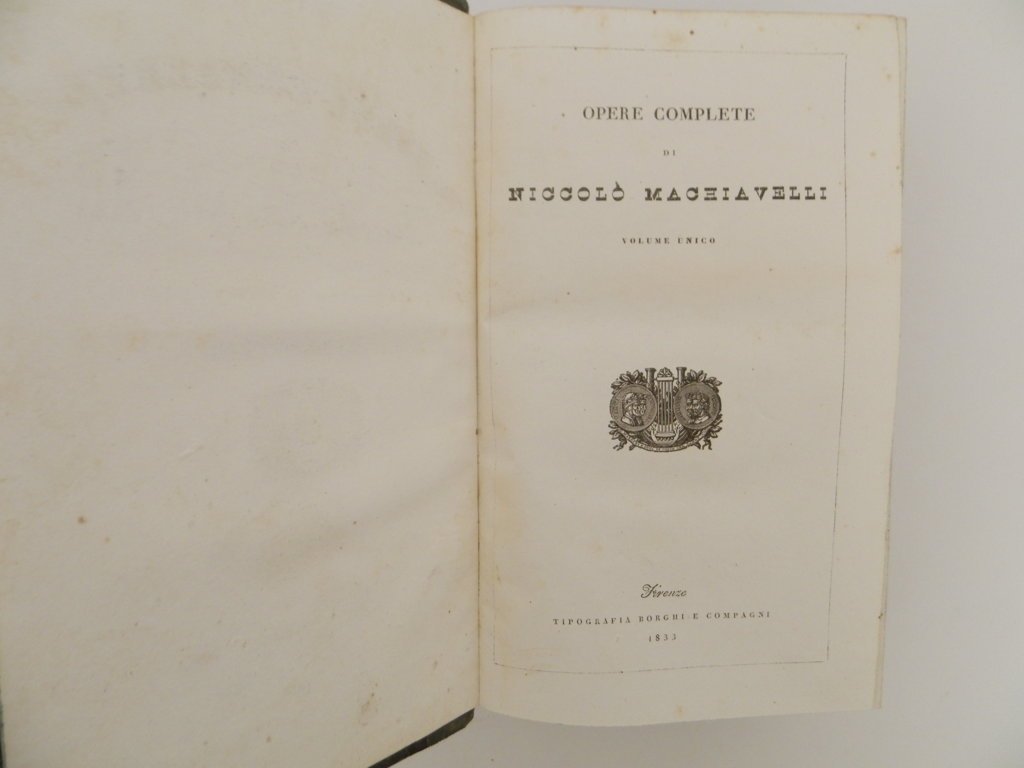 OPERE COMPLETE
DI
NICCOLÒ MACHIAVELLI
VOLUME UNICO
Firenze
TIPOGRAFIA BORGHI E COMPAGNI
1833